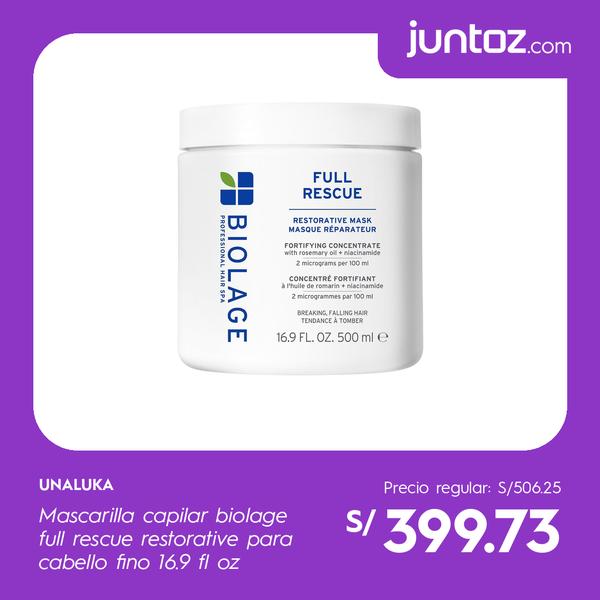 juntoz.com
FULL
RESCUE
RESTORATIVE MASK
MASQUE RÉPARATEUR
FORTIFYING CONCENTRATE
with rosemary oil + niacinamide
2 micrograms per 100 ml
CONCENTRÉ FORTIFIANT
à l'huile de romarin + niacinamide
2 microgrammes par 100 ml
BREAKING, FALLING HAIR
TENDANCE À TOMBER
16.9 FL. OZ. 500 ml ℮
BIOLAGE
PROFESSIONAL HAIR SPA
UNALUKA
Mascarilla capilar biolage
full rescue restorative para
cabello fino 16.9 fl oz
Precio regular: S/506.25
S/ 399.73